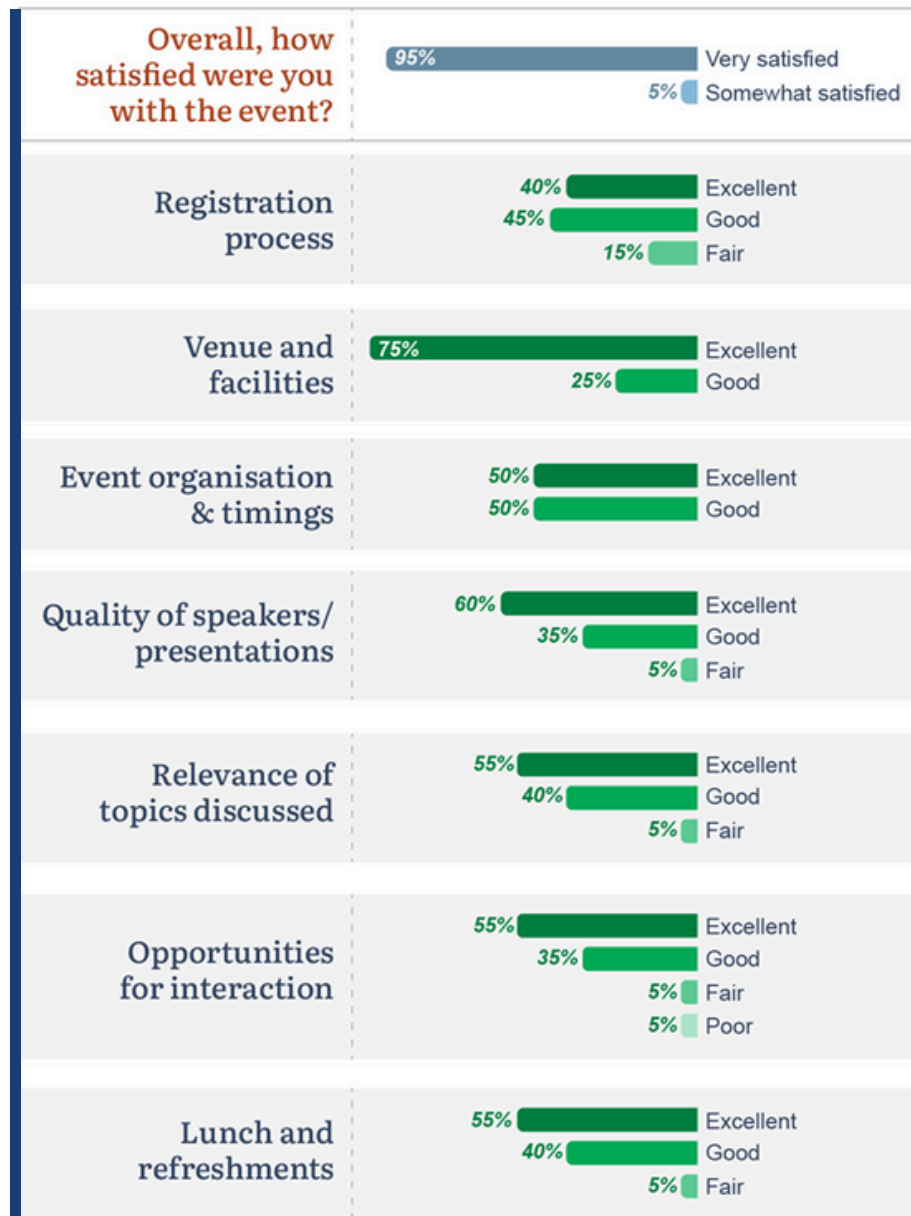 Overall, how
satisfied were you
with the event?
95% Very satisfied
5% Somewhat satisfied
Registration
process
40% Excellent
45% Good
15% Fair
Venue and
facilities
75% Excellent
25% Good
Event organisation
& timings
50% Excellent
50% Good
Quality of speakers/
presentations
60% Excellent
35% Good
5% Fair
Relevance of
topics discussed
55% Excellent
40% Good
5% Fair
Opportunities
for interaction
55% Excellent
35% Good
5% Fair
5% Poor
Lunch and
refreshments
55% Excellent
40% Good
5% Fair